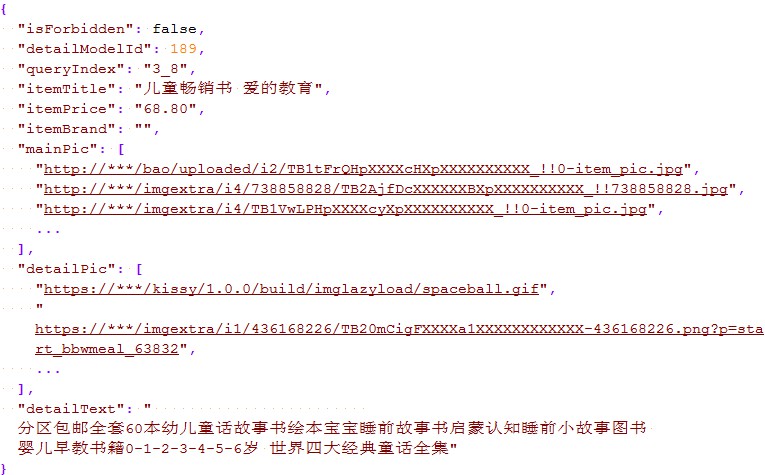 {
"isForbidden": false,
"detailModelId": 189,
"queryIndex": "3_8",
"itemTitle": "儿童畅销书 爱的教育",
"itemPrice": "68.80",
"itemBrand": "",
"mainPic": [
"http://***/bao/uploaded/i2/TB1tFrQHpXXXXcHXpXXXXXXXXXX_!!0-item_pic.jpg",
"http://***/imgextra/i4/738858828/TB2AjfDcXXXXXXBXpXXXXXXXXXX_!!738858828.jpg",
"http://***/imgextra/i4/TB1VwLPHpXXXXcyXpXXXXXXXXXX_!!0-item_pic.jpg",
...
],
"detailPic": [
"https://***/kissy/1.0.0/build/imglazyload/spaceball.gif",
"
https://***/imgextra/i1/436168226/TB20mCigFXXXXa1XXXXXXXXXXXX-436168226.png?p=sta
rt_bbwmeal_63832",
...
],
"detailText": "
分区包邮全套60本幼儿童话故事书绘本宝宝睡前故事书启蒙认知睡前小故事图书
婴儿早教书籍0-1-2-3-4-5-6岁 世界四大经典童话全集"
}